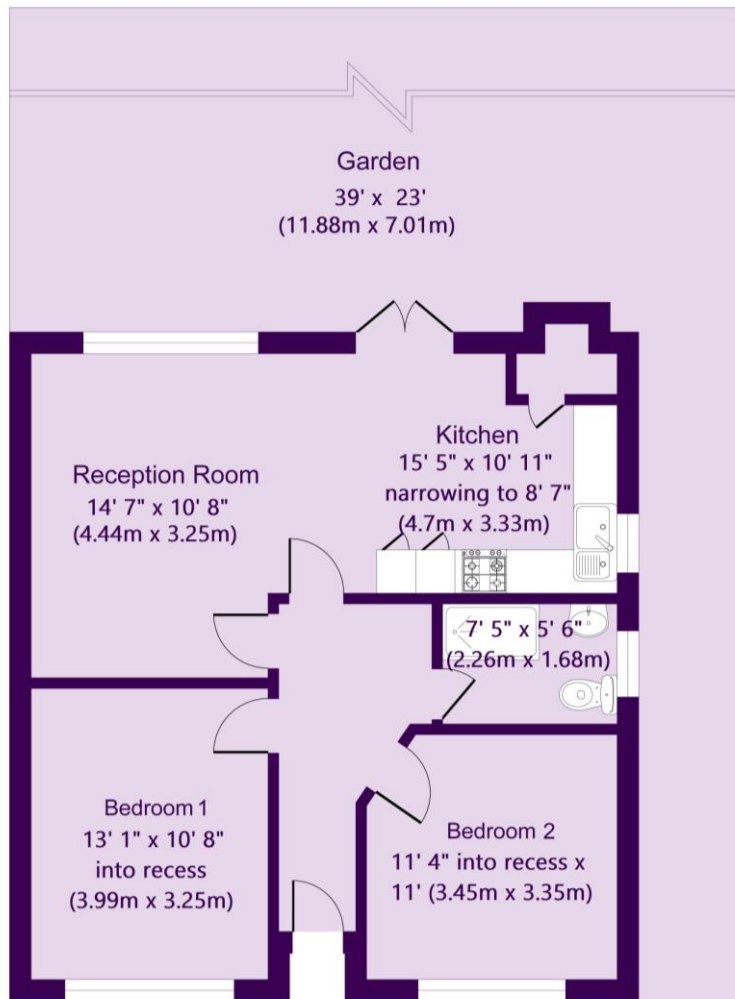 Garden
39' x 23'
(11.88m x 7.01m)
Kitchen
15' 5" x 10' 11"
narrowing to 8' 7"
(4.7m x 3.33m)
Reception Room
14' 7" x 10' 8"
(4.44m x 3.25m)
7' 5" x 5' 6"
(2.26m x 1.68m)
Bedroom 1
13' 1" x 10' 8"
into recess
(3.99m x 3.25m)
Bedroom 2
11' 4" into recess x
11' (3.45m x 3.35m)